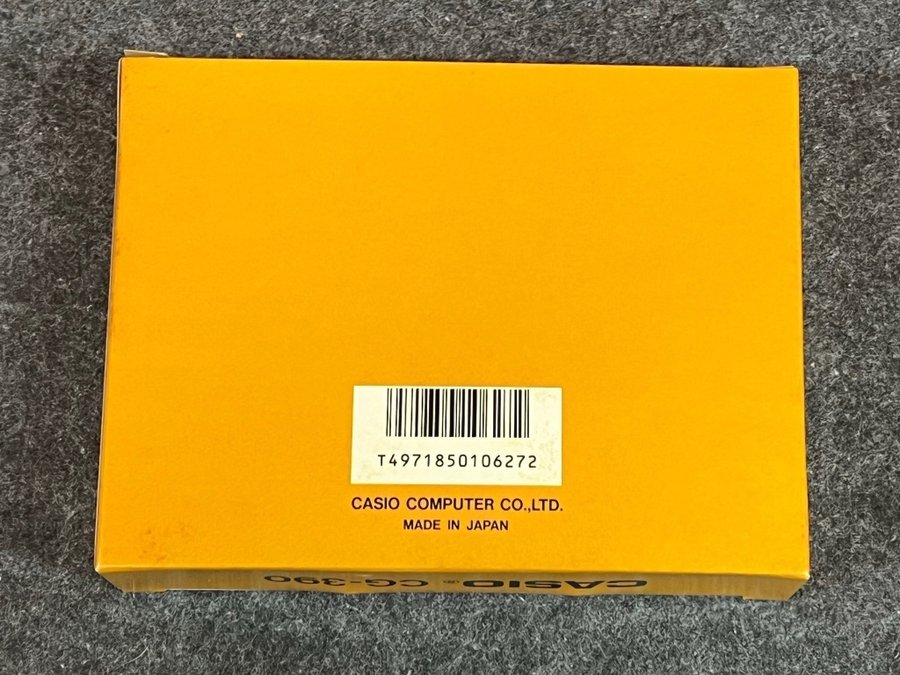 T4971850106272
CASIO COMPUTER CO.,LTD.
MADE IN JAPAN
CASIO ® CG-390